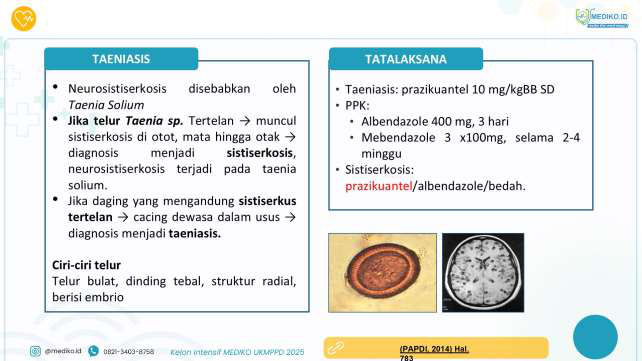 MEDIKO.ID
TAENIASIS
• Neurosistiserkosis disebabkan oleh
Taenia Solium
• Jika telur Taenia sp. Tertelan → muncul
sistiserkosis di otot, mata hingga otak →
diagnosis menjadi sistiserkosis,
neurosistiserkosis terjadi pada taenia
solium.
• Jika daging yang mengandung sistiserkus
tertelan → cacing dewasa dalam usus →
diagnosis menjadi taeniasis.
Ciri-ciri telur
Telur bulat, dinding tebal, struktur radial,
berisi embrio
TATALAKSANA
• Taeniasis: prazikuantel 10 mg/kgBB SD
• PPK:
• Albendazole 400 mg, 3 hari
• Mebendazole 3 x100mg, selama 2-4
minggu
• Sistiserkosis:
prazikuantel/albendazole/bedah.
@mediko.id
0821-3403-8758
Kelan Intensif MEDIKO UKMPPD 2025
(PAPDI, 2014) Hal.
783